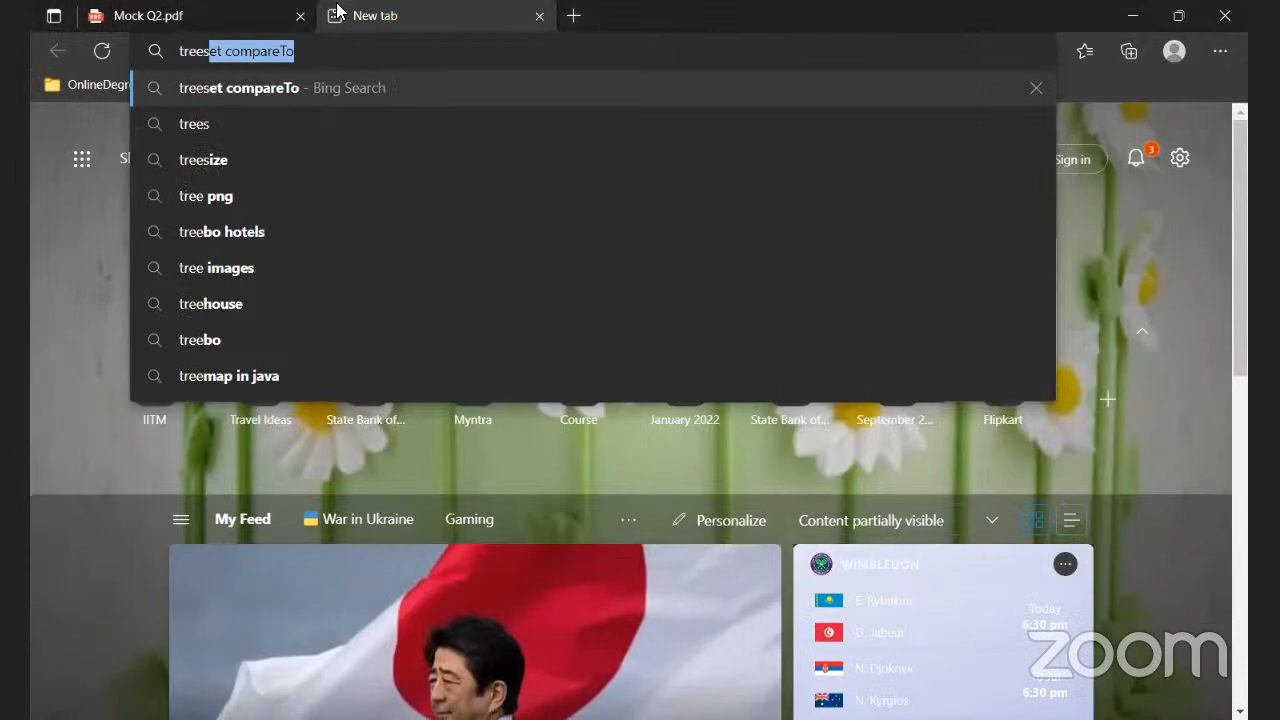 Mock Q2.pdf
New tab
treeset compareTo
OnlineDegr
treeset compareTo - Bing Search
trees
treesize
tree png
treebo hotels
tree images
treehouse
treebo
treemap in java
Sign in
3
IITM
Travel Ideas
State Bank of...
Myntra
Course
January 2022
State Bank of...
September 2...
Flipkart
My Feed
War in Ukraine
Gaming
...
Personalize
Content partially visible
WIMBLEDON
E. Rybakina
O. Jabeur
Today
6:30 pm
N. Djokovic
N. Kyrgios
6:30 pm
zoom